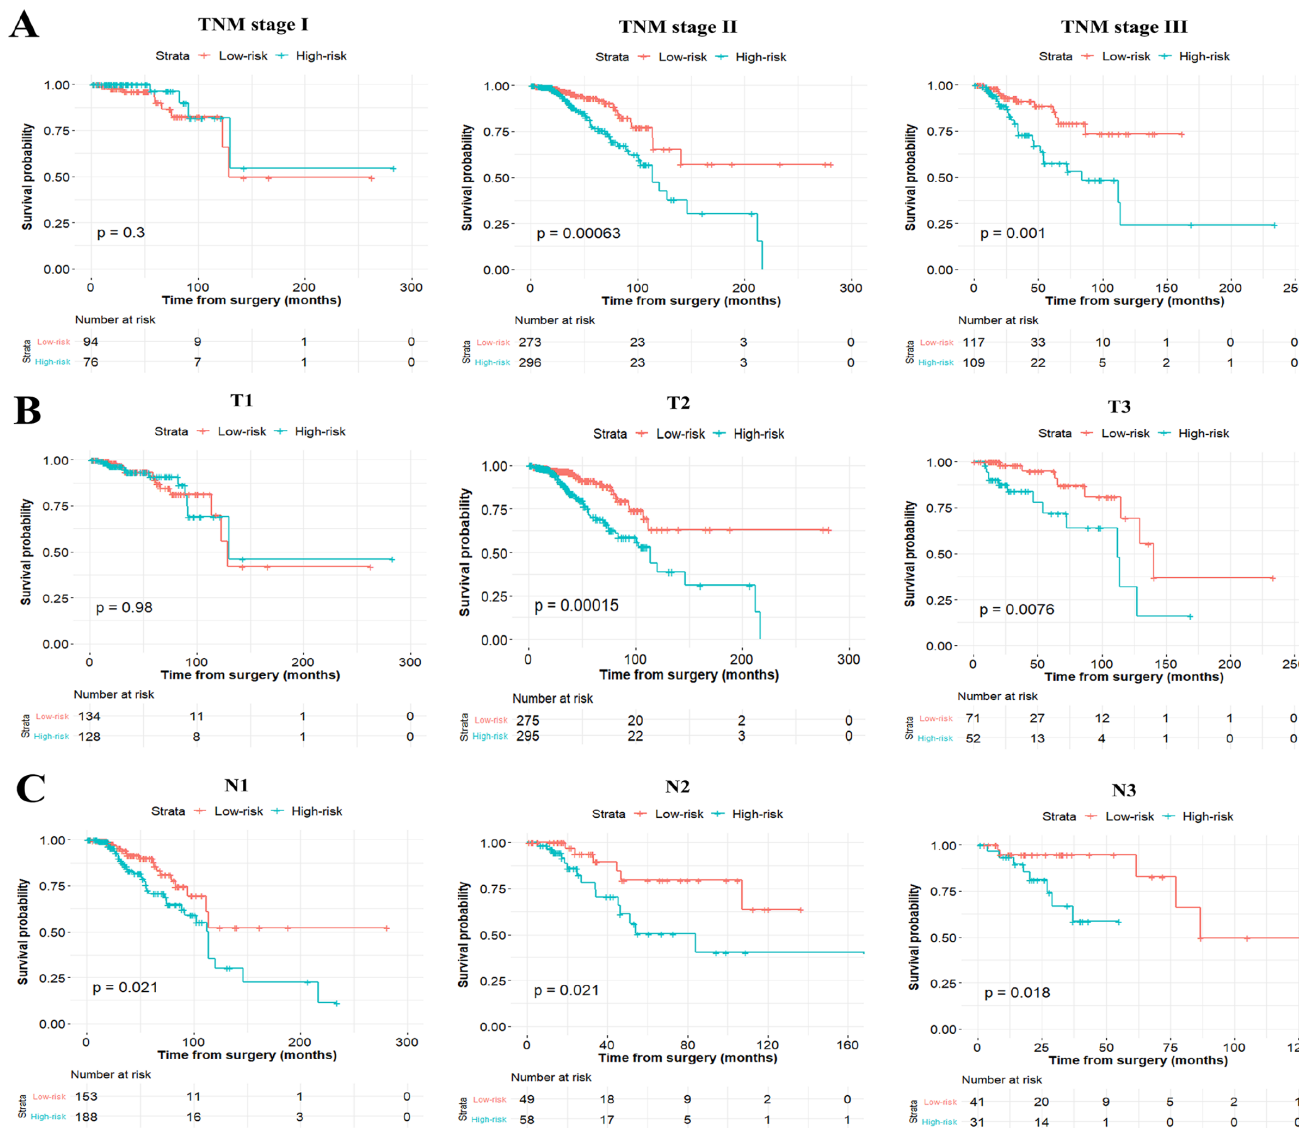 A
TNM stage I
Strata Low-risk High-risk
Survival probability
1.00
0.75
0.50
0.25
0.00
p = 0.3
0 100 200 300
Time from surgery (months)
Number at risk
Strata
Low-risk 94 9 1 0
High-risk 76 7 1 0
TNM stage II
Strata Low-risk High-risk
Survival probability
1.00
0.75
0.50
0.25
0.00
p = 0.00063
0 100 200 300
Time from surgery (months)
Number at risk
Strata
Low-risk 273 23 3 0
High-risk 296 23 3 0
TNM stage III
Strata Low-risk High-risk
Survival probability
1.00
0.75
0.50
0.25
0.00
p = 0.001
0 50 100 150 200 25
Time from surgery (months)
Number at risk
Strata
Low-risk 117 33 10 1 0 0
High-risk 109 22 5 2 1 0
B
T1
Strata Low-risk High-risk
Survival probability
1.00
0.75
0.50
0.25
0.00
p = 0.98
0 100 200 300
Time from surgery (months)
Number at risk
Strata
Low-risk 134 11 1 0
High-risk 128 8 1 0
T2
Strata Low-risk High-risk
Survival probability
1.00
0.75
0.50
0.25
0.00
p = 0.00015
0 100 200 300
Time from surgery (months)
Number at risk
Strata
Low-risk 275 20 2 0
High-risk 295 22 3 0
T3
Strata Low-risk High-risk
Survival probability
1.00
0.75
0.50
0.25
0.00
p = 0.0076
0 50 100 150 200 250
Time from surgery (months)
Number at risk
Strata
Low-risk 71 27 12 1 1 0
High-risk 52 13 4 1 0 0
C
N1
Strata Low-risk High-risk
Survival probability
1.00
0.75
0.50
0.25
0.00
p = 0.021
0 100 200 300
Time from surgery (months)
Number at risk
Strata
Low-risk 153 11 1 0
High-risk 188 16 3 0
N2
Strata Low-risk High-risk
Survival probability
1.00
0.75
0.50
0.25
0.00
p = 0.021
0 40 80 120 160
Time from surgery (months)
Number at risk
Strata
Low-risk 49 18 9 2 0
High-risk 58 17 5 1 1
N3
Strata Low-risk High-risk
Survival probability
1.00
0.75
0.50
0.25
0.00
p = 0.018
0 25 50 75 100 12
Time from surgery (months)
Number at risk
Strata
Low-risk 41 20 9 5 2 1
High-risk 31 14 1 0 0 0